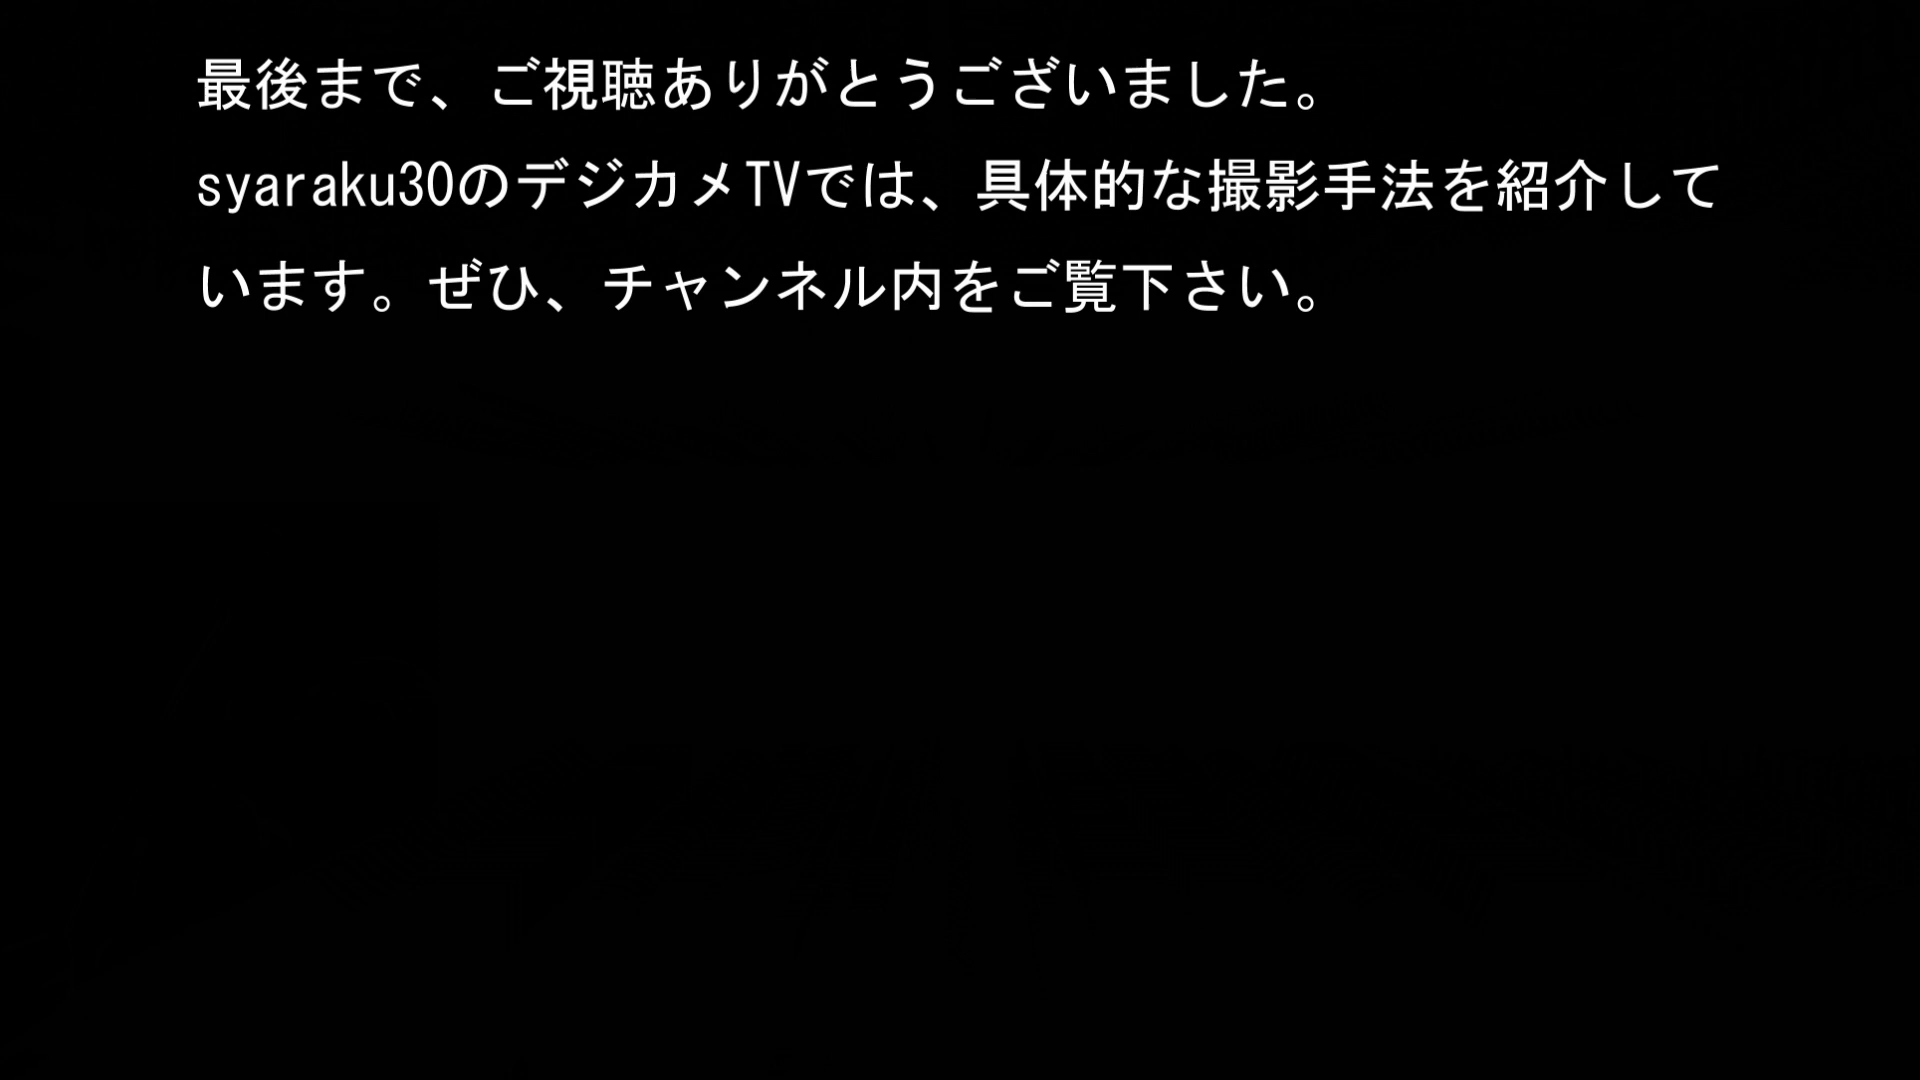 最後まで、ご視聴ありがとうございました。
syaraku30のデジカメTVでは、具体的な撮影手法を紹介して
います。ぜひ、チャンネル内をご覧下さい。